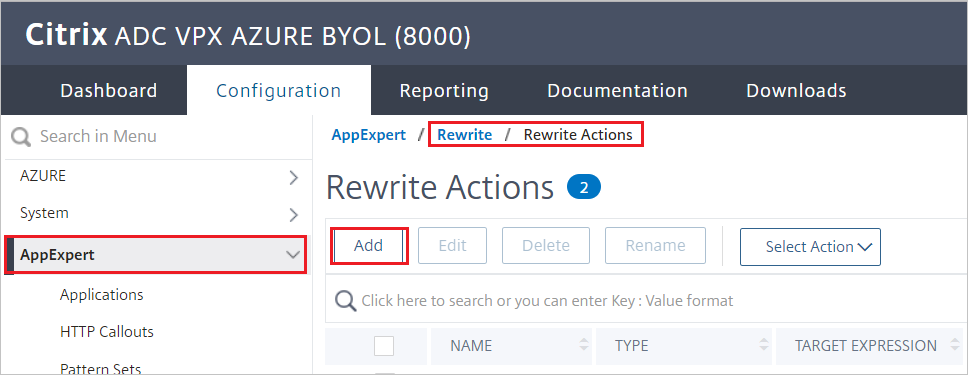 Citrix ADC VPX AZURE BYOL (8000)
Dashboard Configuration Reporting Documentation Downloads
Search in Menu
AZURE
System
AppExpert
Applications
HTTP Callouts
Pattern Sets
AppExpert / Rewrite / Rewrite Actions
Rewrite Actions 2
Add Edit Delete Rename Select Action
Click here to search or you can enter Key : Value format
NAME TYPE TARGET EXPRESSION